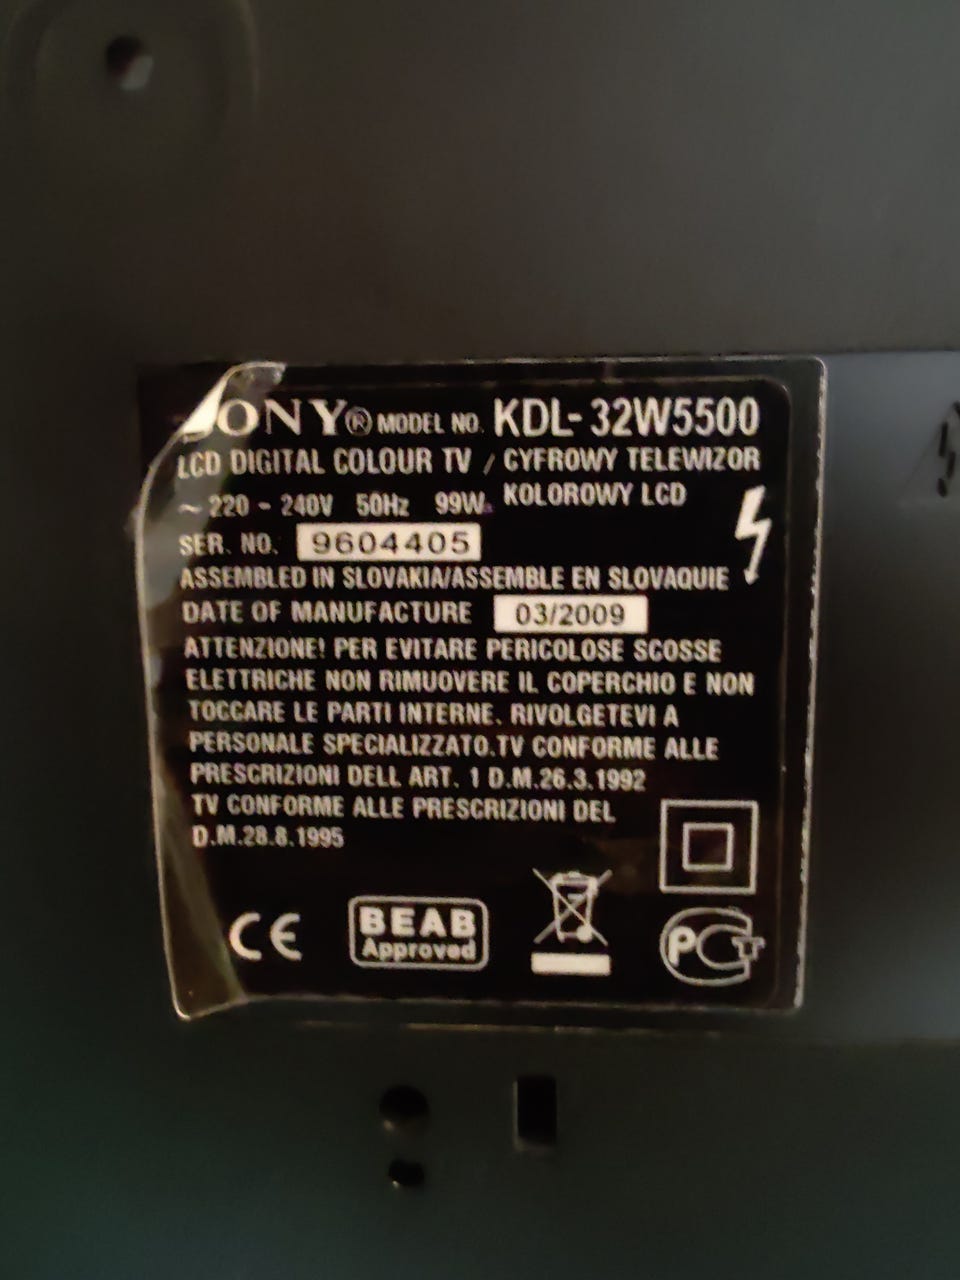 SONY® MODEL NO. KDL-32W5500
LCD DIGITAL COLOUR TV / CYFROWY TELEWIZOR
~ 220 - 240V 50Hz 99W KOLOROWY LCD
SER. NO. 9604405
ASSEMBLED IN SLOVAKIA/ASSEMBLE EN SLOVAQUIE
DATE OF MANUFACTURE 03/2009
ATTENZIONE! PER EVITARE PERICOLOSE SCOSSE
ELETTRICHE NON RIMUOVERE IL COPERCHIO E NON
TOCCARE LE PARTI INTERNE. RIVOLGETEVI A
PERSONALE SPECIALIZZATO.TV CONFORME ALLE
PRESCRIZIONI DELL ART. 1 D.M.26.3.1992
TV CONFORME ALLE PRESCRIZIONI DEL
D.M.28.8.1995
CE
BEAB
Approved
РСТ